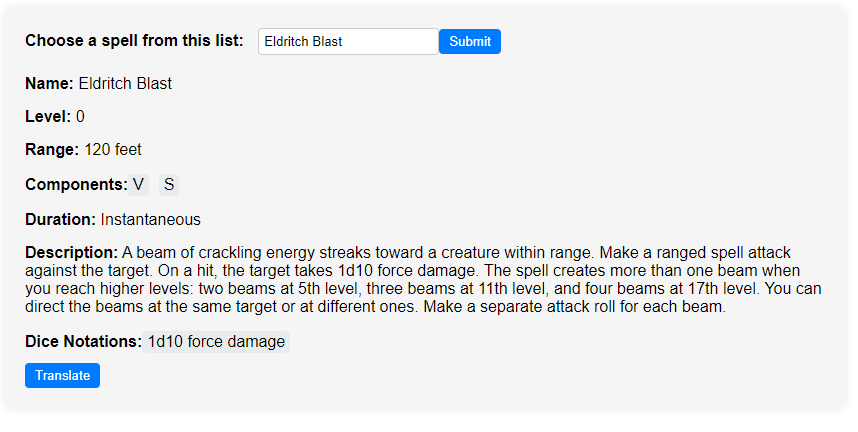 Choose a spell from this list: Eldritch Blast Submit
Name: Eldritch Blast
Level: 0
Range: 120 feet
Components: V S
Duration: Instantaneous
Description: A beam of crackling energy streaks toward a creature within range. Make a ranged spell attack
against the target. On a hit, the target takes 1d10 force damage. The spell creates more than one beam when
you reach higher levels: two beams at 5th level, three beams at 11th level, and four beams at 17th level. You can
direct the beams at the same target or at different ones. Make a separate attack roll for each beam.
Dice Notations: 1d10 force damage
Translate